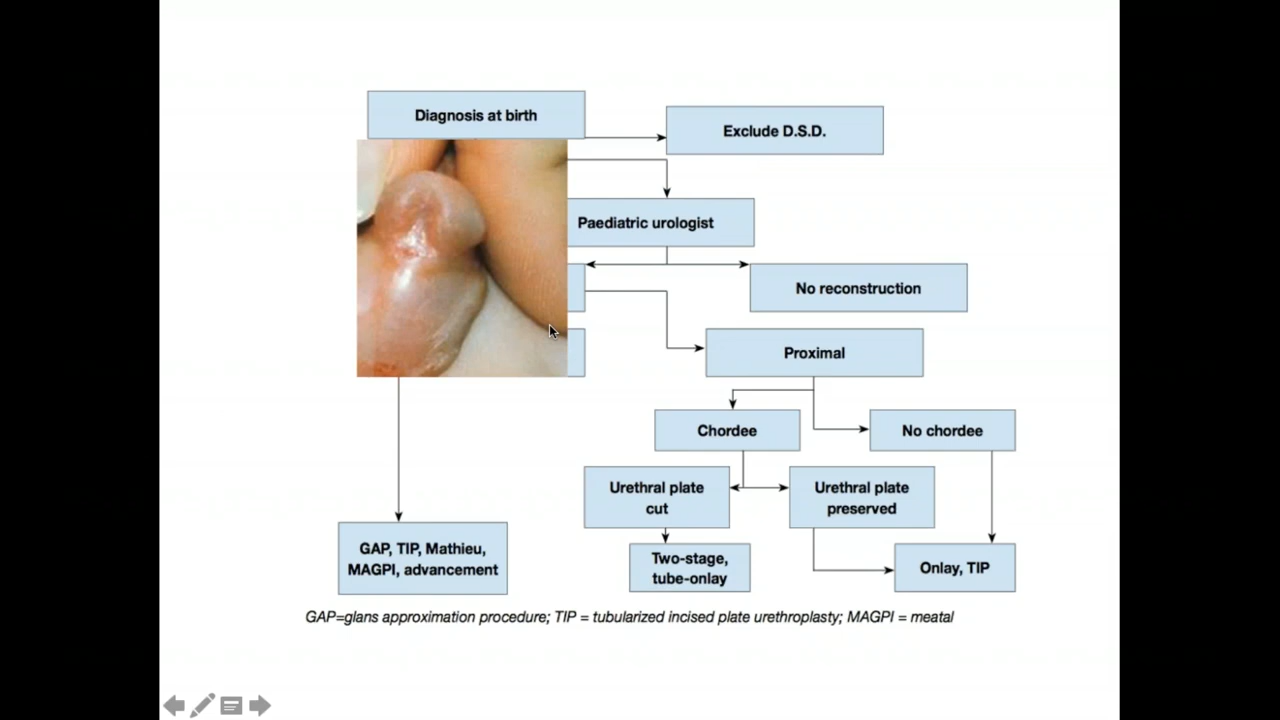 Diagnosis at birth
Exclude D.S.D.
Paediatric urologist
No reconstruction
Proximal
Chordee
No chordee
Urethral plate
cut
Urethral plate
preserved
GAP, TIP, Mathieu,
MAGPI, advancement
Two-stage,
tube-onlay
Onlay, TIP
GAP=glans approximation procedure; TIP = tubularized incised plate urethroplasty; MAGPI = meatal